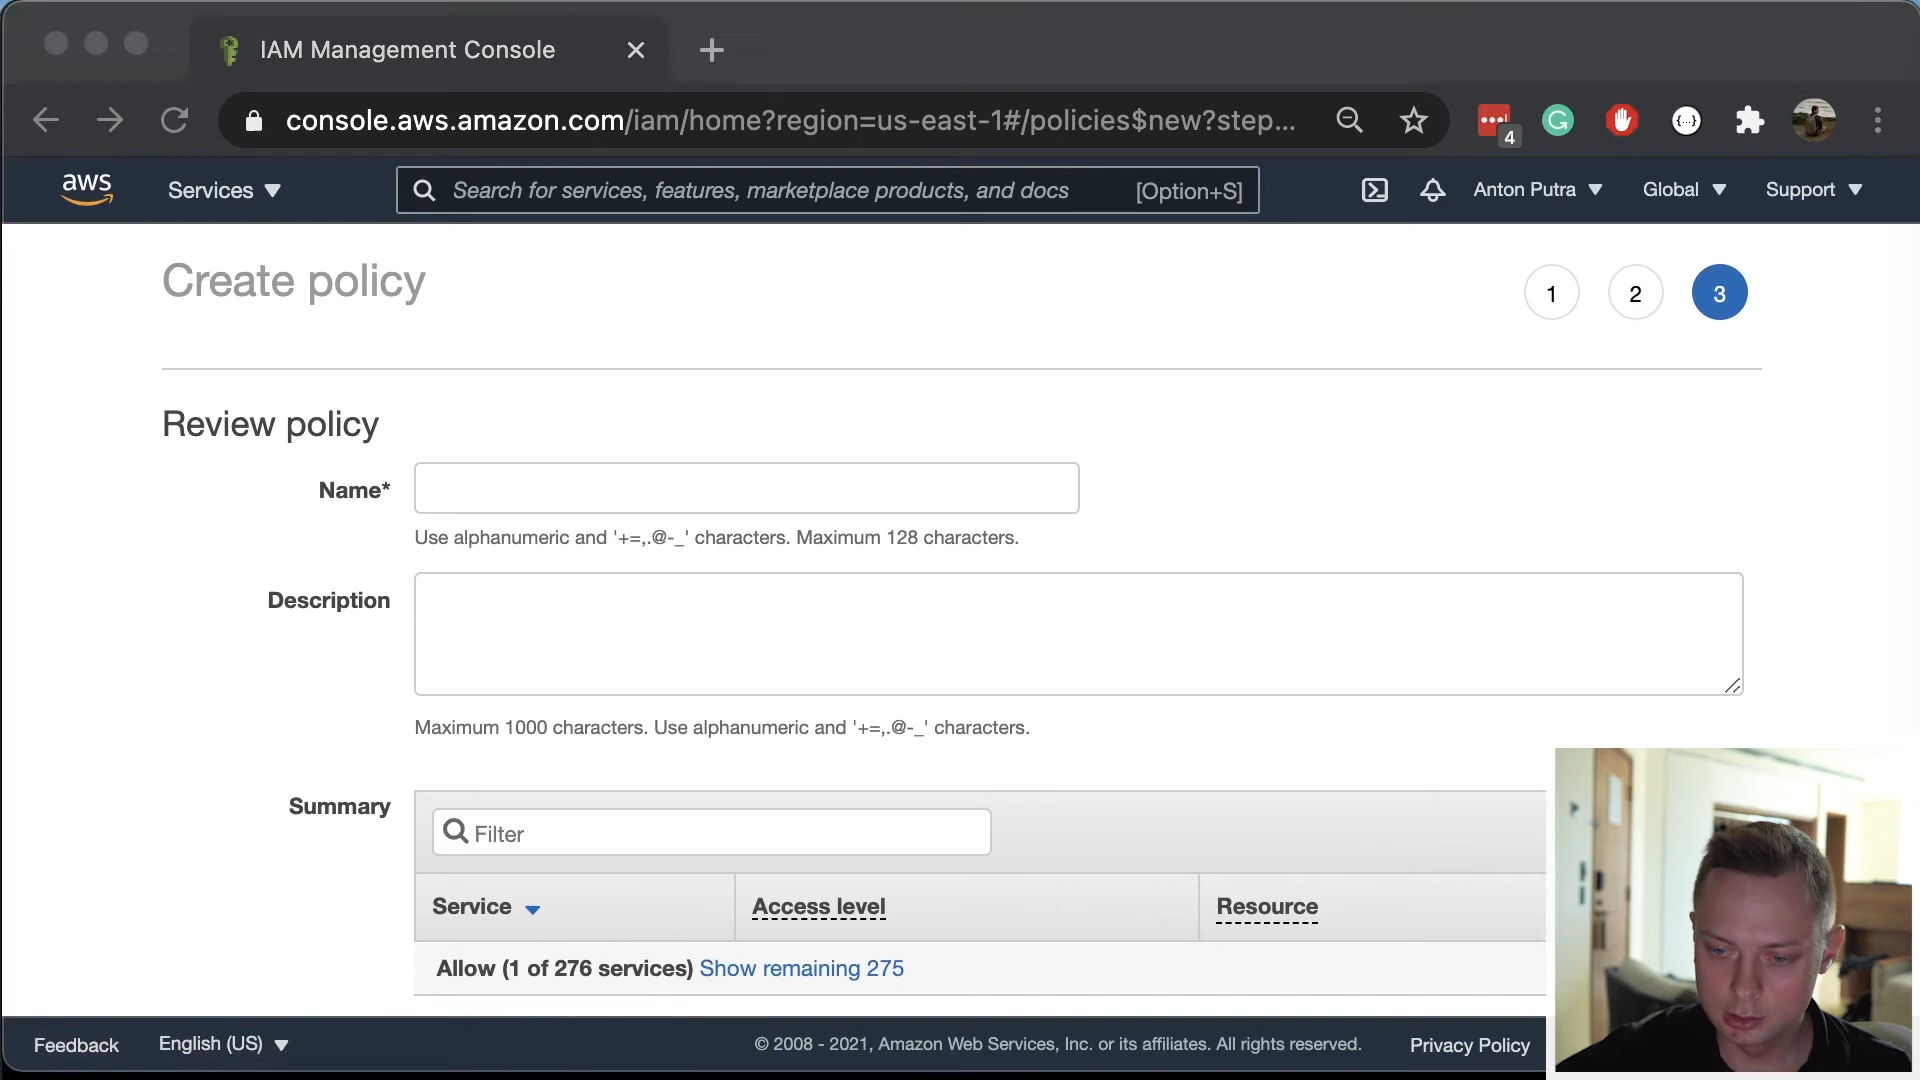 IAM Management Console
console.aws.amazon.com/iam/home?region=us-east-1#/policies$new?step...
4
aws
Services
Search for services, features, marketplace products, and docs [Option+S]
Anton Putra
Global
Support
Create policy
1 2 3
Review policy
Name*
Use alphanumeric and '+=,.@-_' characters. Maximum 128 characters.
Description
Maximum 1000 characters. Use alphanumeric and '+=,.@-_' characters.
Summary
Filter
Service Access level Resource
Allow (1 of 276 services) Show remaining 275
Feedback English (US) © 2008 - 2021, Amazon Web Services, Inc. or its affiliates. All rights reserved. Privacy Policy